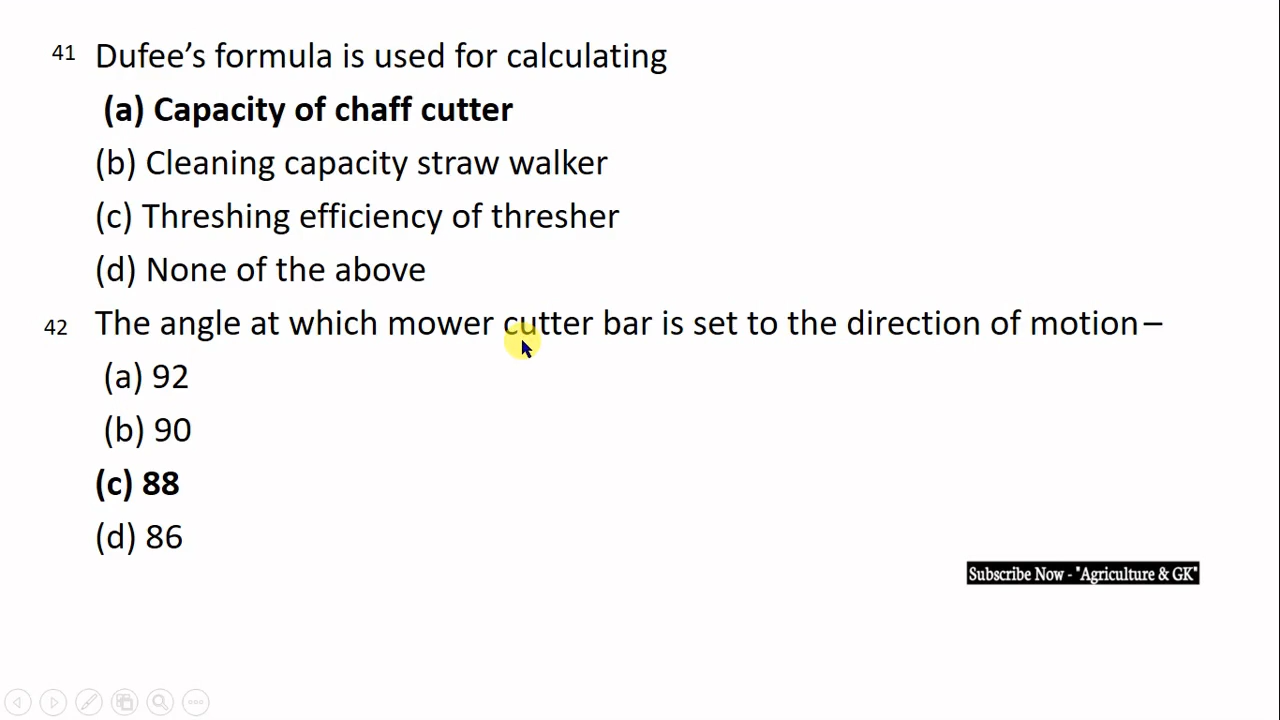 41 Dufee’s formula is used for calculating
(a) Capacity of chaff cutter
(b) Cleaning capacity straw walker
(c) Threshing efficiency of thresher
(d) None of the above
42 The angle at which mower cutter bar is set to the direction of motion –
(a) 92
(b) 90
(c) 88
(d) 86
Subscribe Now - "Agriculture & GK"